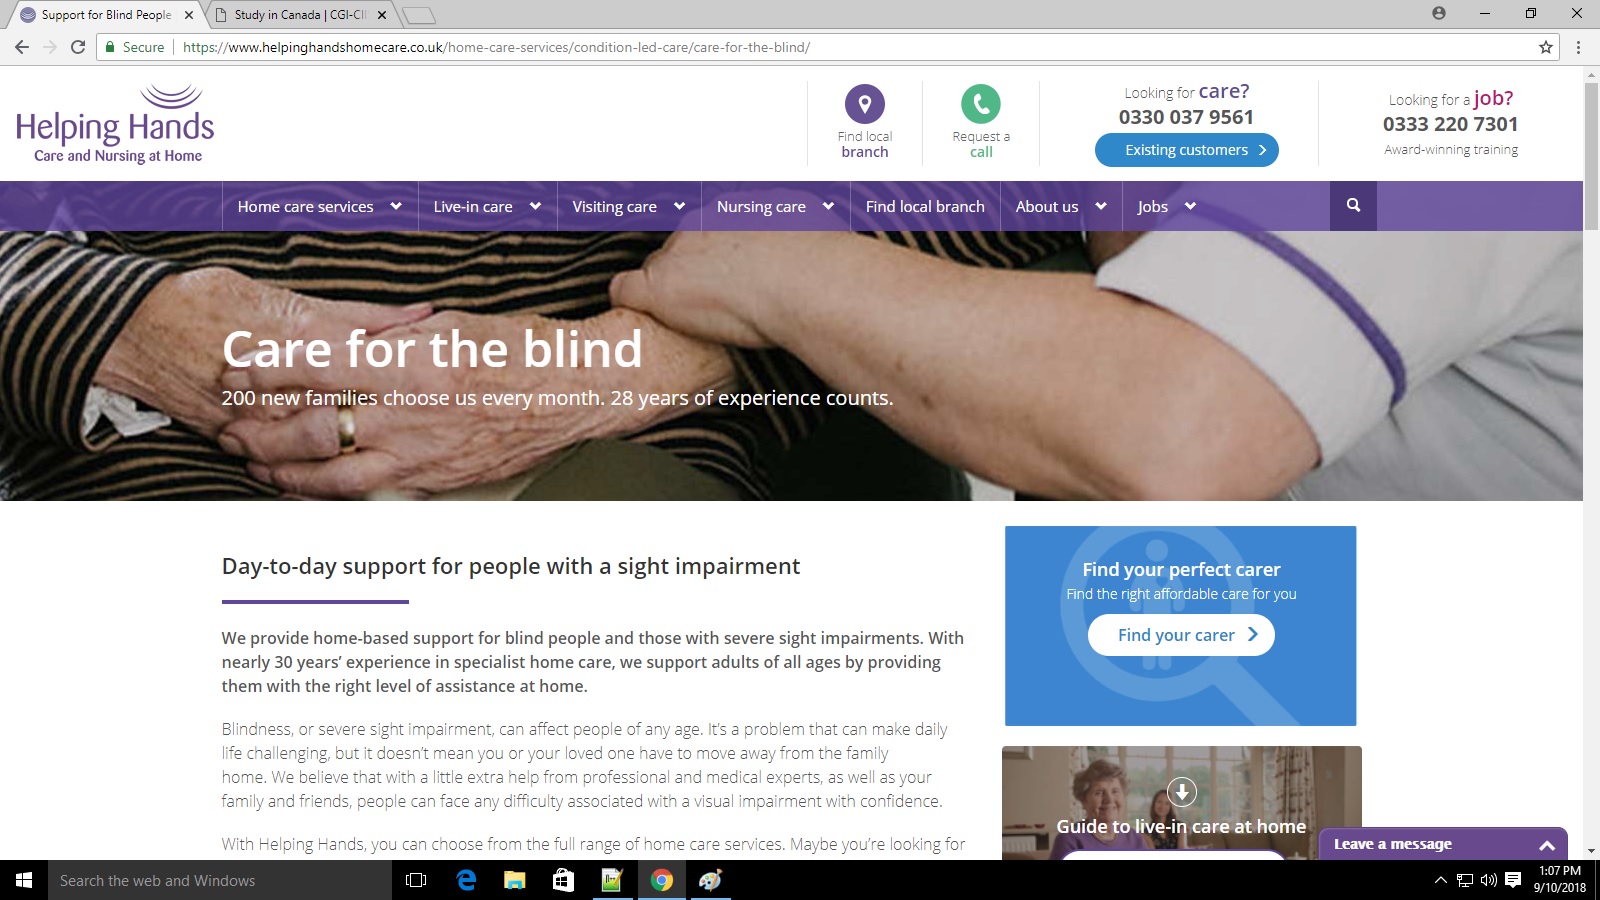 Support for Blind People
Study in Canada | CGI-CI
Secure
https://www.helpinghandshomecare.co.uk/home-care-services/condition-led-care/care-for-the-blind/
Helping Hands
Care and Nursing at Home
Find local
branch
Request a
call
Looking for care?
0330 037 9561
Existing customers
Looking for a job?
0333 220 7301
Award-winning training
Home care services
Live-in care
Visiting care
Nursing care
Find local branch
About us
Jobs
Care for the blind
200 new families choose us every month. 28 years of experience counts.
Day-to-day support for people with a sight impairment
We provide home-based support for blind people and those with severe sight impairments. With
nearly 30 years’ experience in specialist home care, we support adults of all ages by providing
them with the right level of assistance at home.
Blindness, or severe sight impairment, can affect people of any age. It’s a problem that can make daily
life challenging, but it doesn’t mean you or your loved one have to move away from the family
home. We believe that with a little extra help from professional and medical experts, as well as your
family and friends, people can face any difficulty associated with a visual impairment with confidence.
With Helping Hands, you can choose from the full range of home care services. Maybe you’re looking for
Find your perfect carer
Find the right affordable care for you
Find your carer
Guide to live-in care at home
Leave a message
Search the web and Windows
1:07 PM
9/10/2018